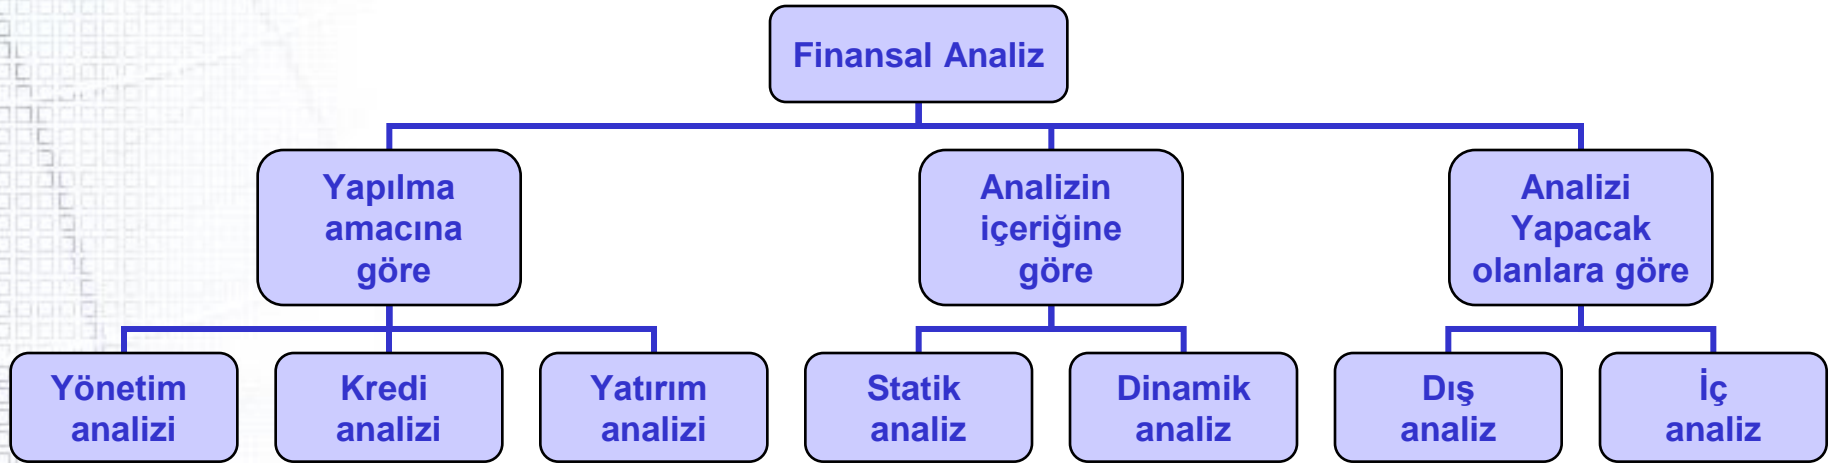 Finansal Analiz
Yapılma
amacına
göre
Analizin
içeriğine
göre
Analizi
Yapacak
olanlara göre
Yönetim
analizi
Kredi
analizi
Yatırım
analizi
Statik
analiz
Dinamik
analiz
Dış
analiz
İç
analiz